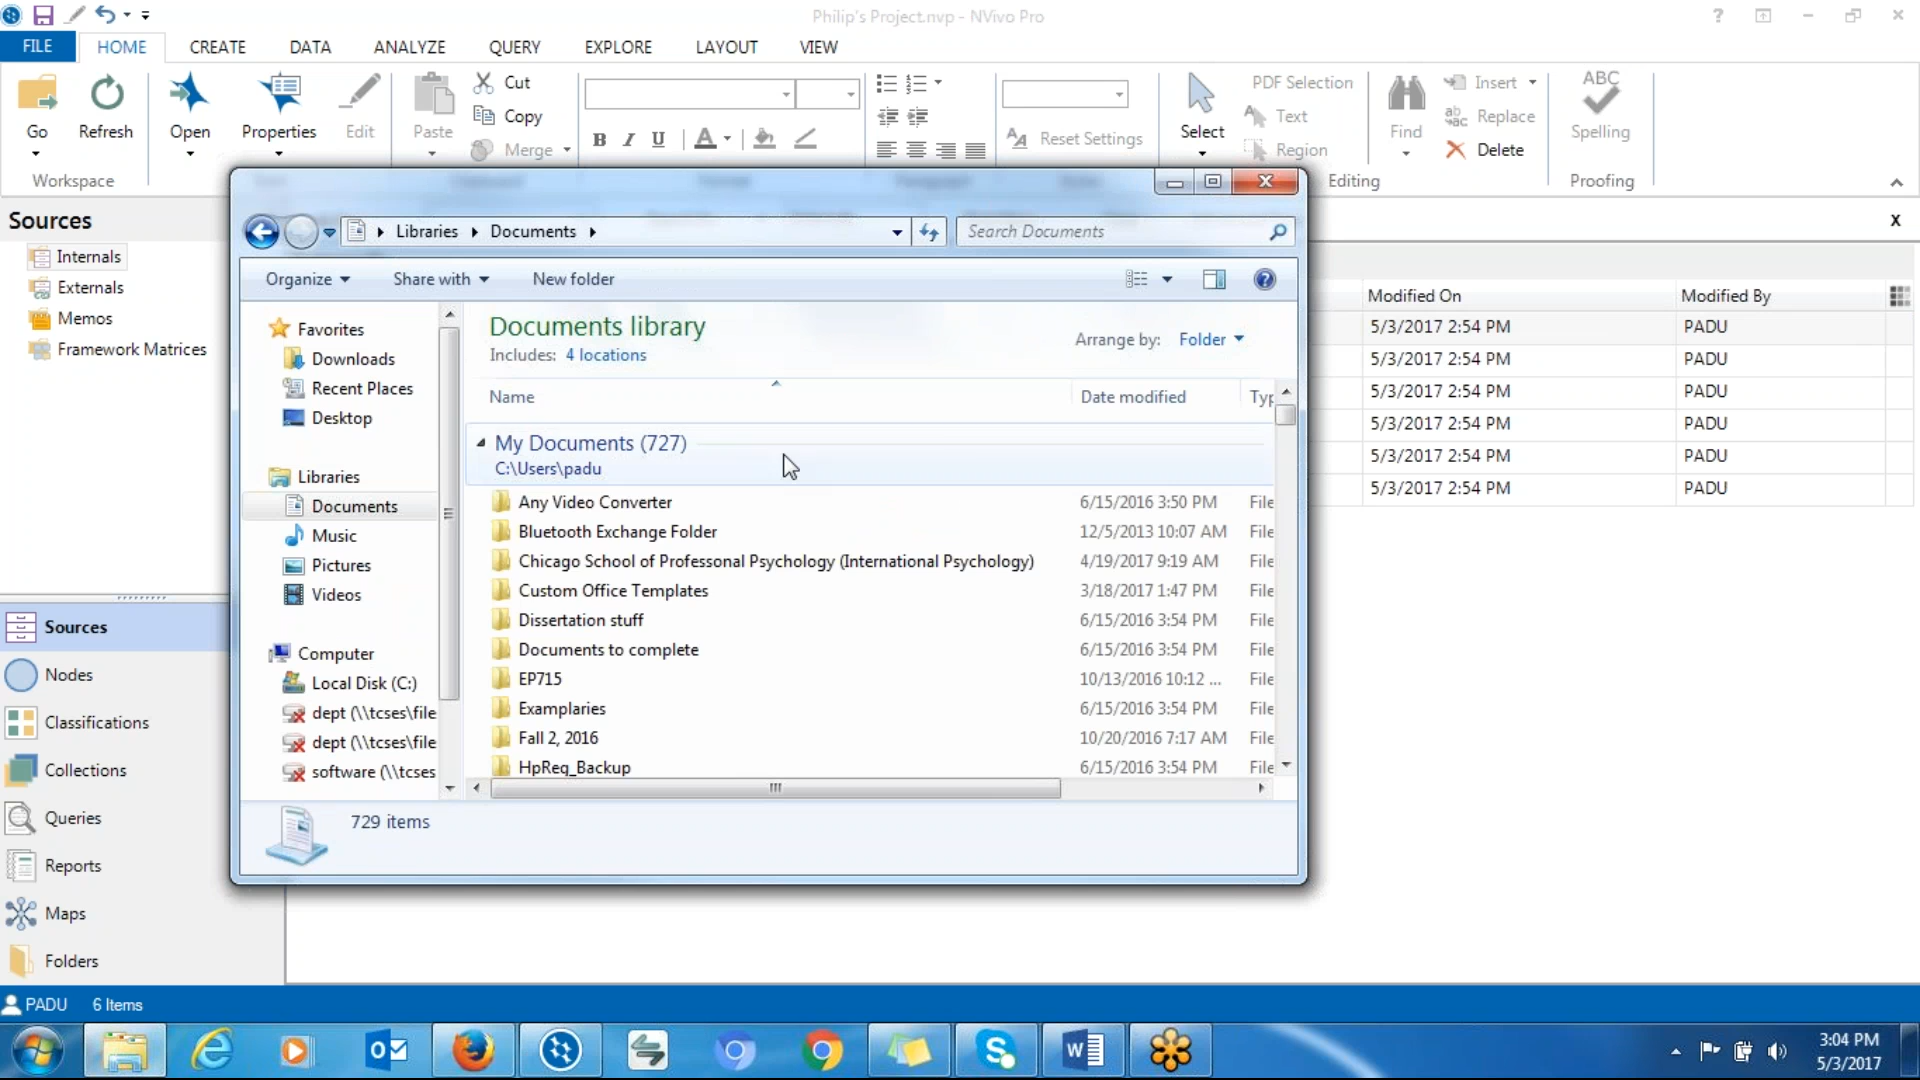 Philip's Project.nvp - NVivo Pro
FILE HOME CREATE DATA ANALYZE QUERY EXPLORE LAYOUT VIEW
Go Refresh Open Properties Edit Paste
Cut
Copy
Merge
B I U A
Reset Settings
Select
PDF Selection
Text
Region
Find
Insert
Replace
Delete
ABC
Spelling
Workspace
Editing
Proofing
Sources
Internals
Externals
Memos
Framework Matrices
Sources
Nodes
Classifications
Collections
Queries
Reports
Maps
Folders
Libraries Documents
Search Documents
Organize Share with New folder
Favorites
Downloads
Recent Places
Desktop
Libraries
Documents
Music
Pictures
Videos
Computer
Local Disk (C:)
dept (\\tcses\file
dept (\\tcses\file
software (\\tcses
Documents library
Includes: 4 locations
Arrange by: Folder
Name Date modified Typ
My Documents (727)
C:\Users\padu
Any Video Converter 6/15/2016 3:50 PM File
Bluetooth Exchange Folder 12/5/2013 10:07 AM File
Chicago School of Professonal Psychology (International Psychology) 4/19/2017 9:19 AM File
Custom Office Templates 3/18/2017 1:47 PM File
Dissertation stuff 6/15/2016 3:54 PM File
Documents to complete 6/15/2016 3:54 PM File
EP715 10/13/2016 10:12 ... File
Examplaries 6/15/2016 3:54 PM File
Fall 2, 2016 10/20/2016 7:17 AM File
HpReq_Backup 6/15/2016 3:54 PM File
729 items
Modified On Modified By
5/3/2017 2:54 PM PADU
5/3/2017 2:54 PM PADU
5/3/2017 2:54 PM PADU
5/3/2017 2:54 PM PADU
5/3/2017 2:54 PM PADU
5/3/2017 2:54 PM PADU
PADU 6 Items
3:04 PM
5/3/2017